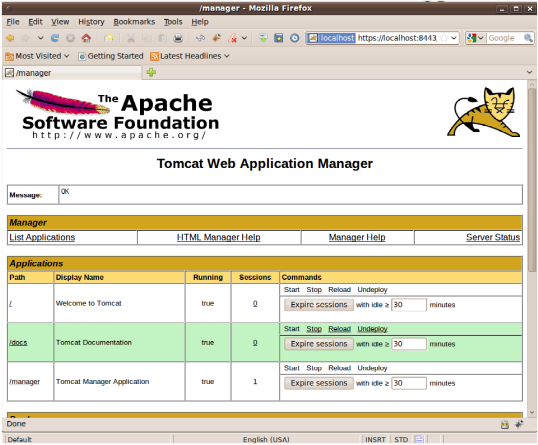 /manager - Mozilla Firefox
File Edit View History Bookmarks Tools Help
localhost https://localhost:8443 Google
Most Visited Getting Started Latest Headlines
/manager
The Apache
Software Foundation
http://www.apache.org/
Tomcat Web Application Manager
Message: OK
Manager
List Applications HTML Manager Help Manager Help Server Status
Applications
Path Display Name Running Sessions Commands
Start Stop Reload Undeploy
/ Welcome to Tomcat true 0
Expire sessions with idle ≥ 30 minutes
Start Stop Reload Undeploy
/docs Tomcat Documentation true 0
Expire sessions with idle ≥ 30 minutes
Start Stop Reload Undeploy
/manager Tomcat Manager Application true 1
Expire sessions with idle ≥ 30 minutes
Done
Default English (USA) INSRT STD